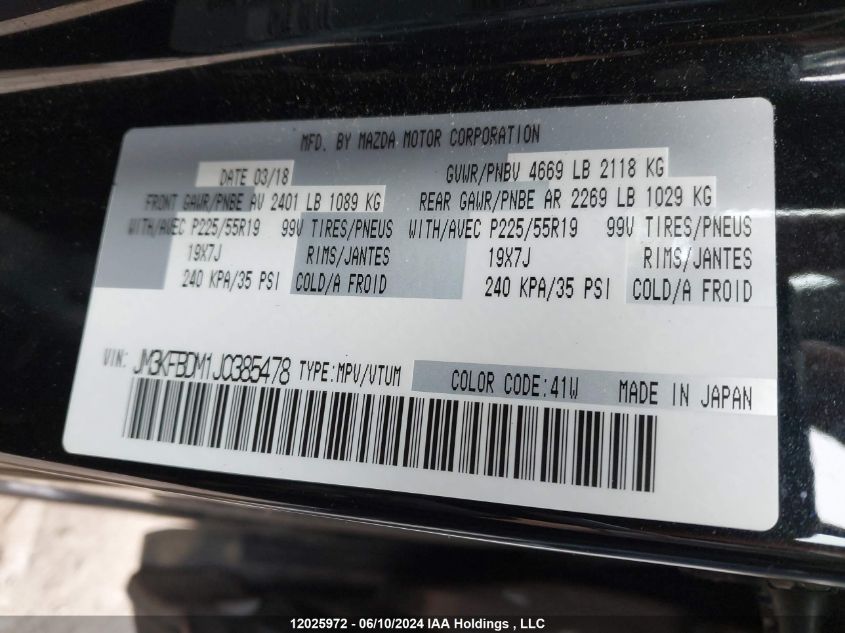 MFD. BY MAZDA MOTOR CORPORATION
DATE 03/18 GVWR/PNBV 4669 LB 2118 KG
FRONT GAWR/PNBE AV 2401 LB 1089 KG REAR GAWR/PNBE AR 2269 LB 1029 KG
WITH/AVEC P225/55R19 99V TIRES/PNEUS WITH/AVEC P225/55R19 99V TIRES/PNEUS
19X7J RIMS/JANTES 19X7J RIMS/JANTES
240 KPA/35 PSI COLD/A FROID 240 KPA/35 PSI COLD/A FROID
VIN: JM3KFBDM1J0385478 TYPE:MPV/VTUM COLOR CODE:41W MADE IN JAPAN
12025972 - 06/10/2024 IAA Holdings , LLC